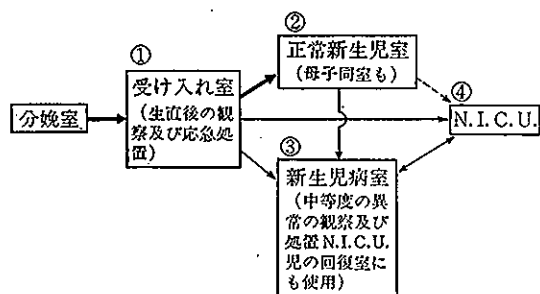 分娩室
①
受け入れ室
(生直後の観
察及び応急処
置)
②
正常新生児室
(母子同室も)
③
新生児病室
(中等度の異
常の観察及び
処置N.I.C.U.
児の回復室に
も使用)
④
N.I.C.U.